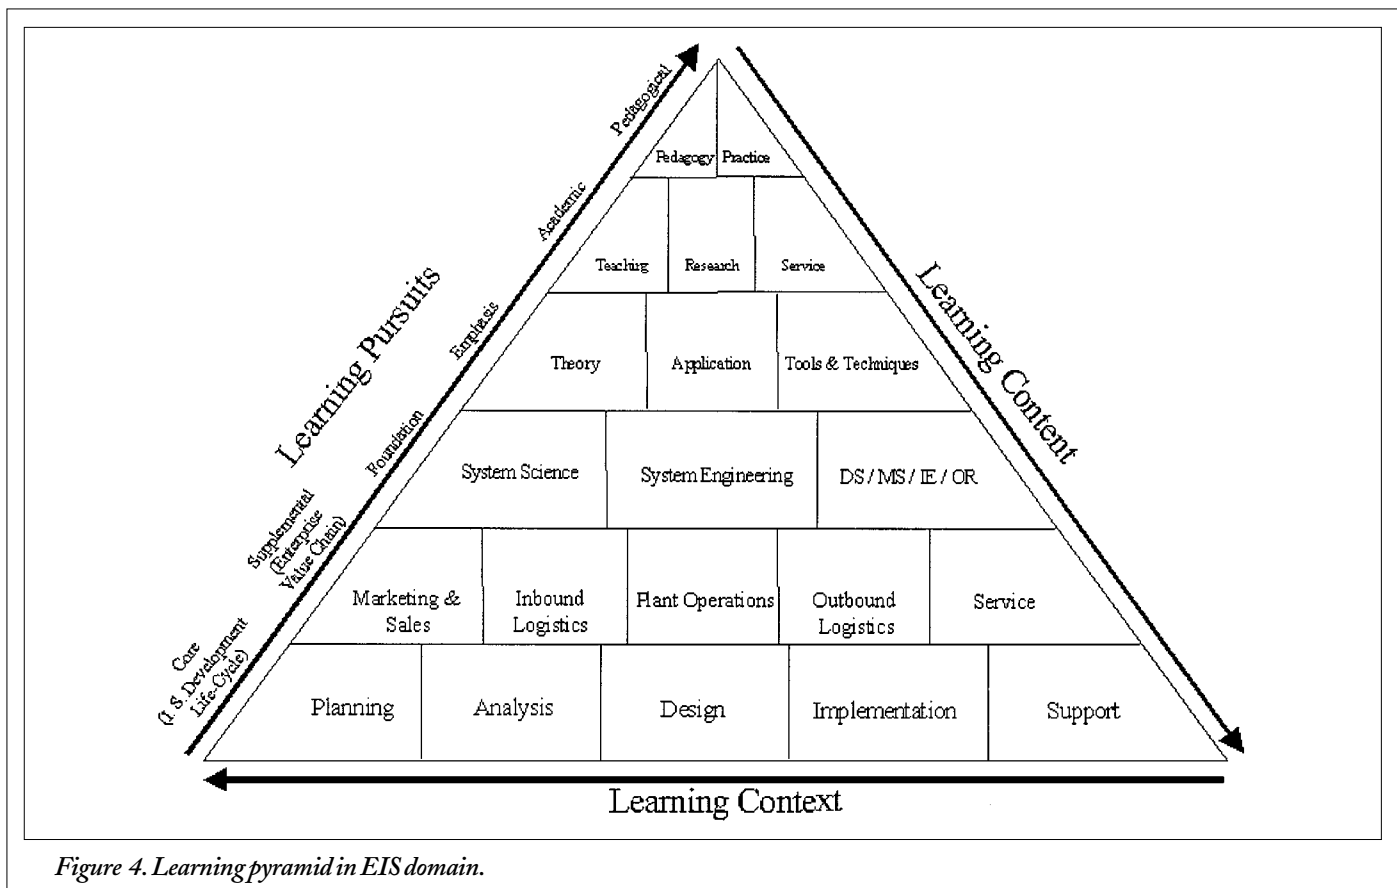 Pedagogical
Pedagogy
Practice
Academic
Teaching
Research
Service
Learning Pursuits
Learning Content
Emphasis
Theory
Application
Tools & Techniques
Foundation
System Science
System Engineering
DS / MS / IE / OR
Supplemental
(Enterprise
Value Chain)
Marketing &
Sales
Inbound
Logistics
Plant Operations
Outbound
Logistics
Service
Core
(I. S. Development
Life-Cycle)
Planning
Analysis
Design
Implementation
Support
Learning Context
Figure 4. Learning pyramid in EIS domain.